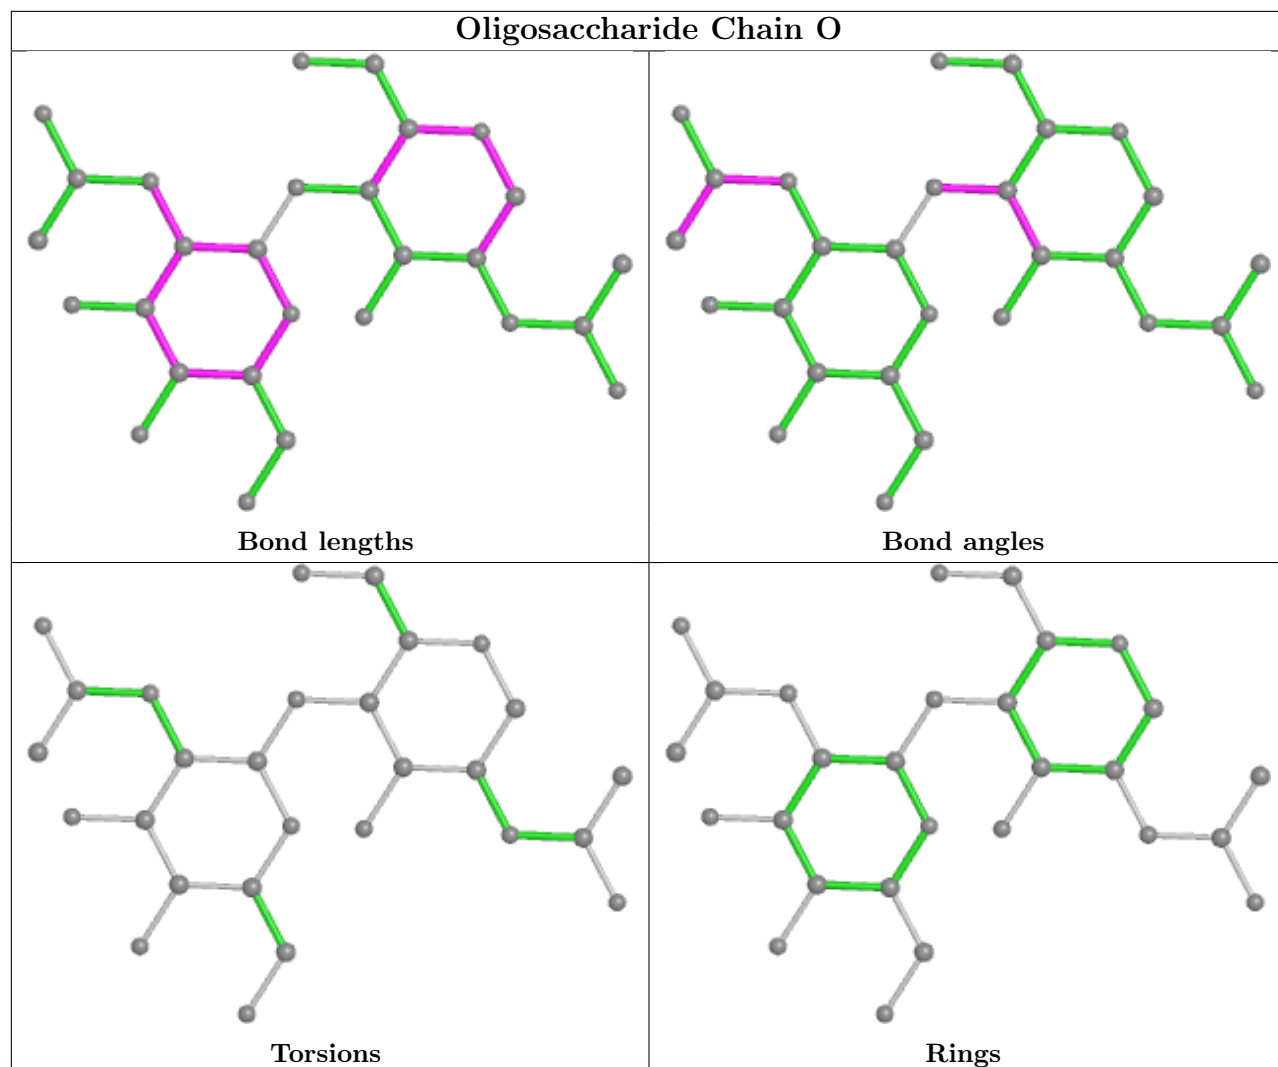 Oligosaccharide Chain O
Bond lengths
Bond angles
Torsions
Rings